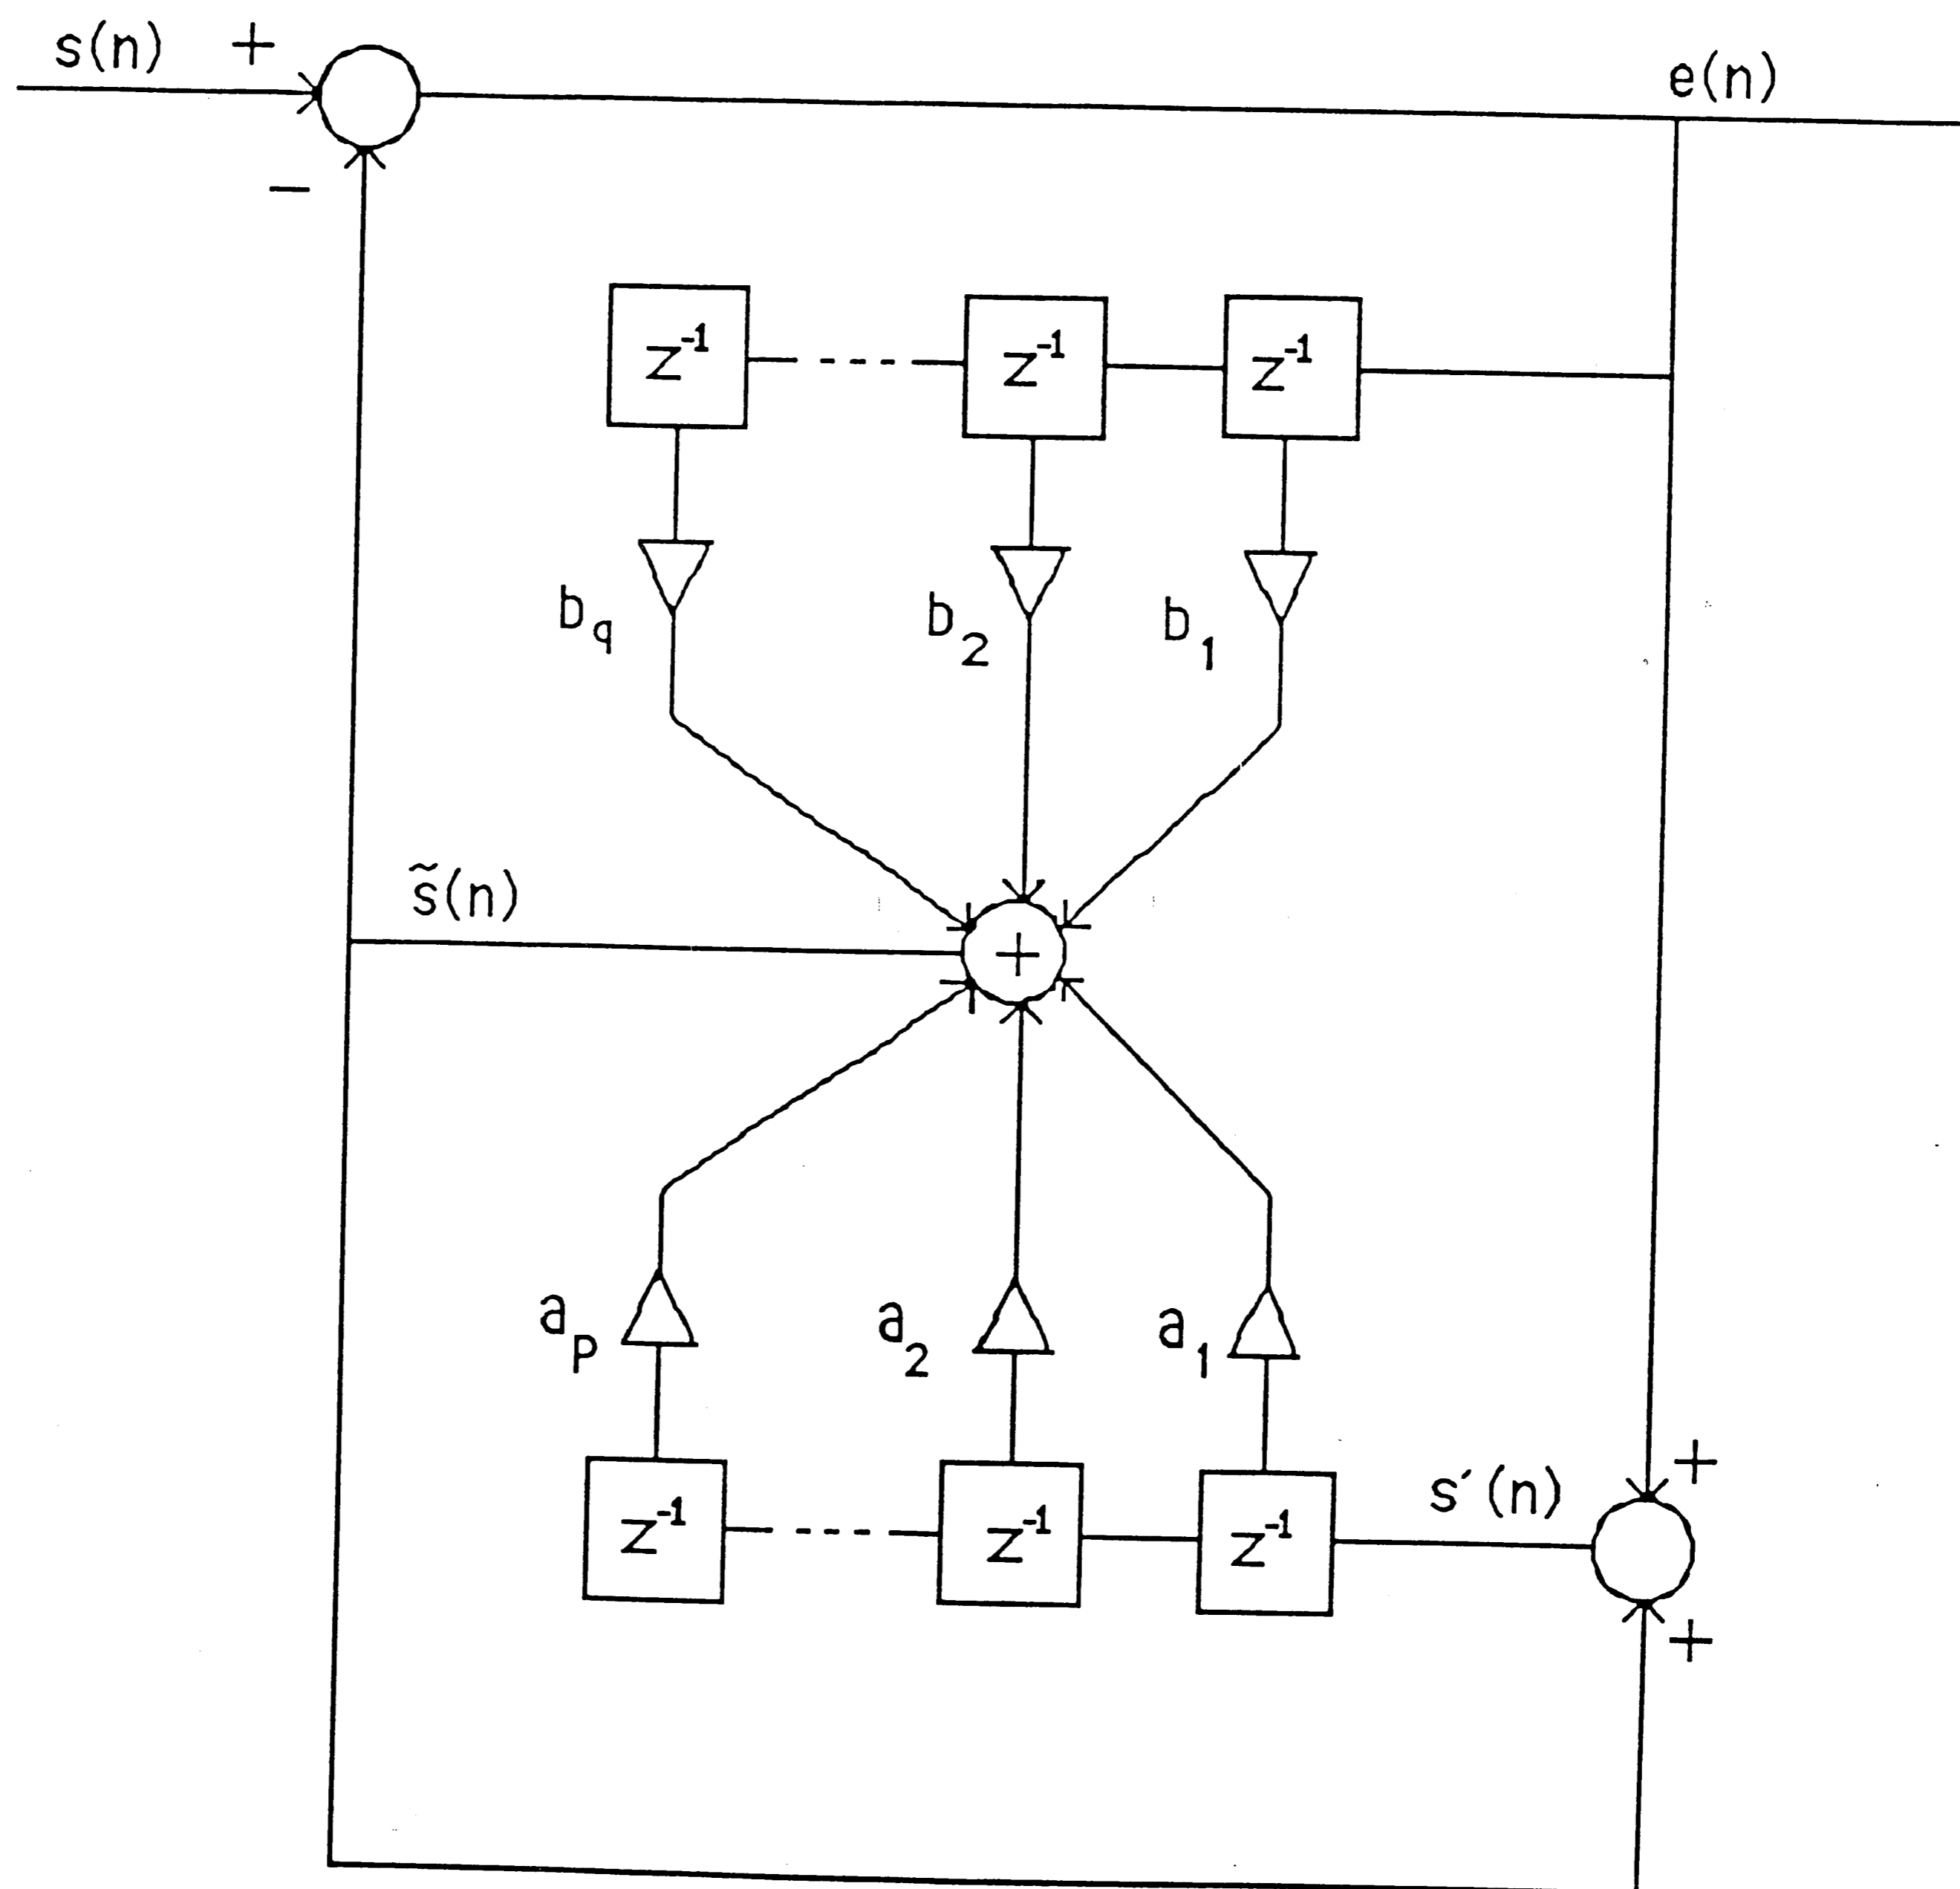 s(n) +
e(n)
−
z⁻¹ z⁻¹ z⁻¹
b_q b_2 b_1
s̃(n)
+
a_p a_2 a_1
+
s′(n)
z⁻¹ z⁻¹ z⁻¹
+